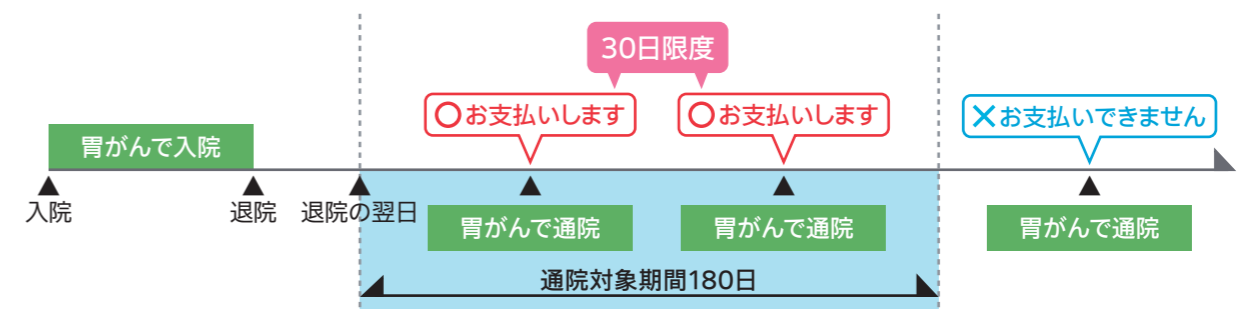 30日限度
○お支払いします
○お支払いします
×お支払いできません
胃がんで入院
入院
退院
退院の翌日
胃がんで通院
胃がんで通院
胃がんで通院
通院対象期間180日